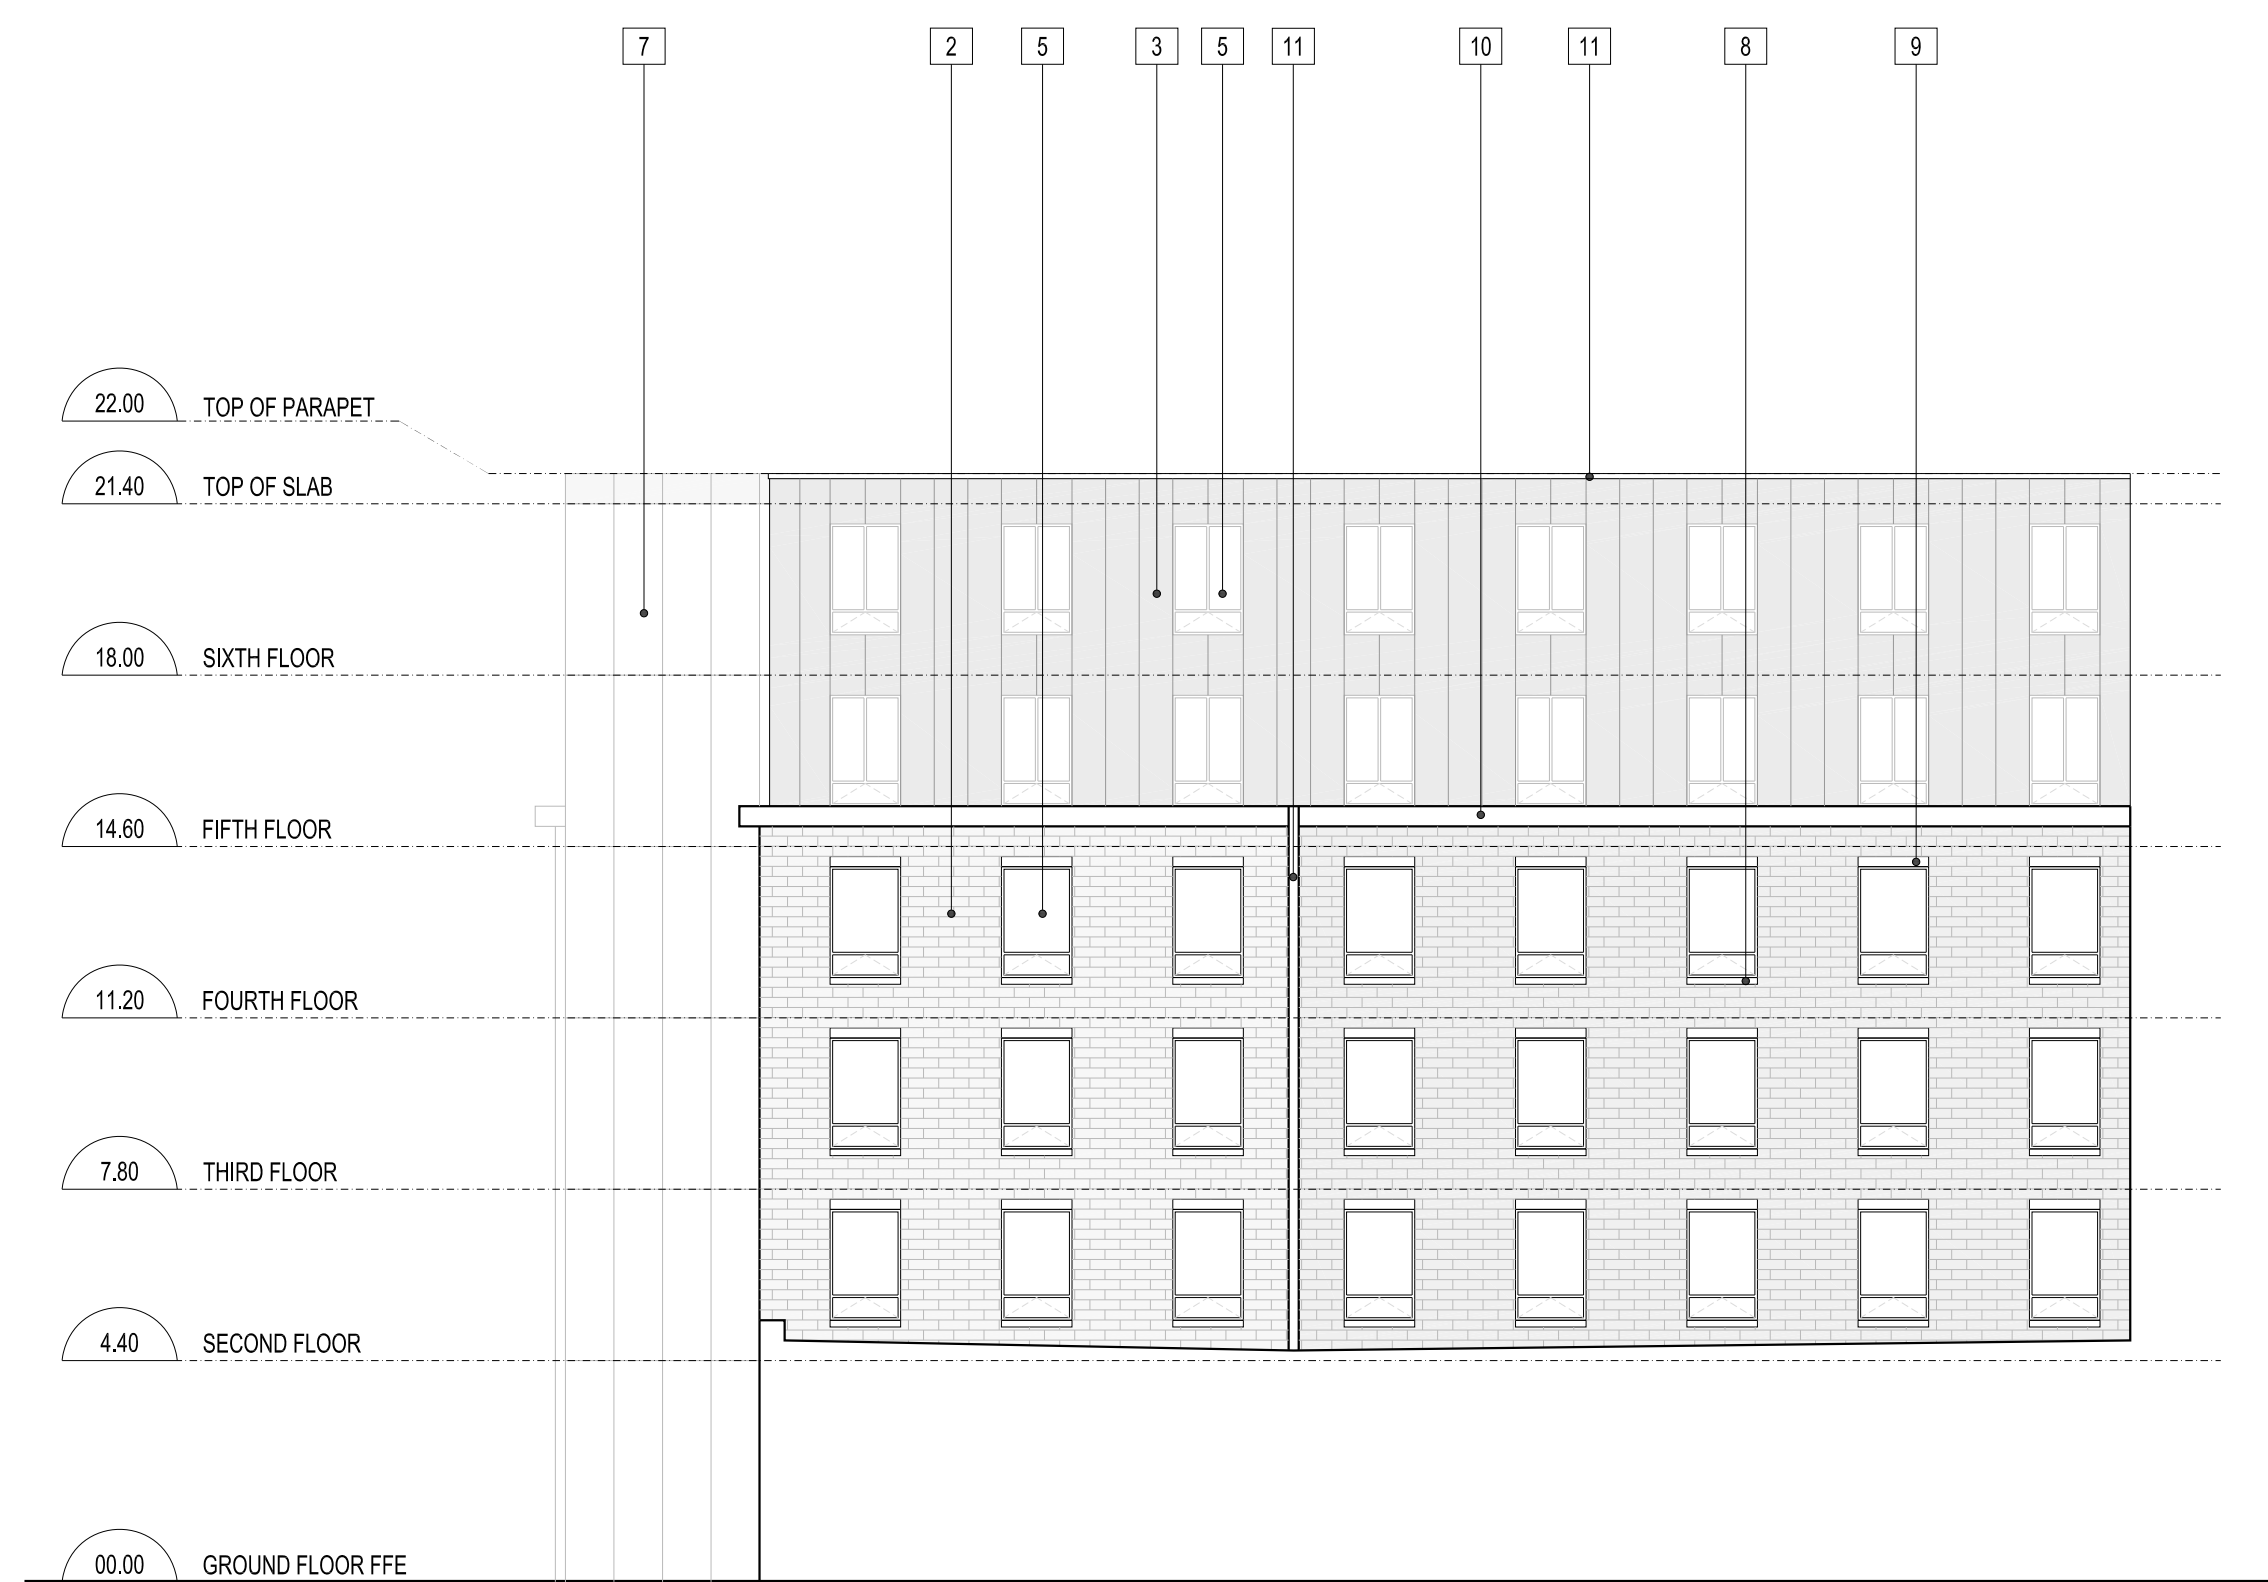 7 2 5 3 5 11 10 11 8 9
22.00 TOP OF PARAPET
21.40 TOP OF SLAB
18.00 SIXTH FLOOR
14.60 FIFTH FLOOR
11.20 FOURTH FLOOR
7.80 THIRD FLOOR
4.40 SECOND FLOOR
00.00 GROUND FLOOR FFE